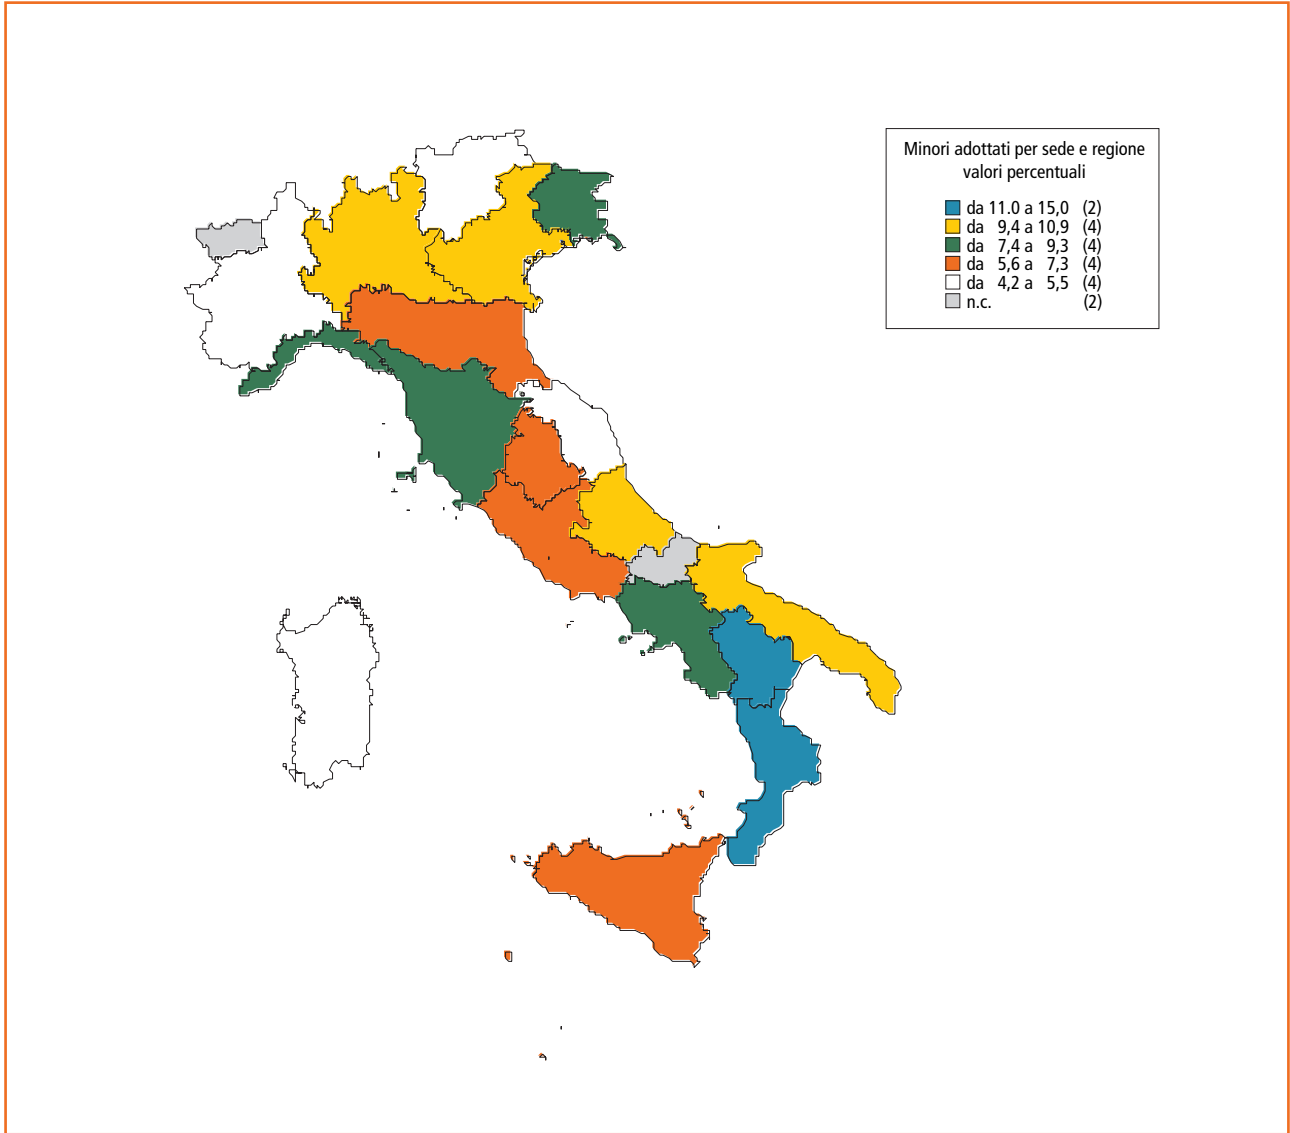 Minori adottati per sede e regione
valori percentuali
da 11.0 a 15,0 (2)
da 9,4 a 10,9 (4)
da 7,4 a 9,3 (4)
da 5,6 a 7,3 (4)
da 4,2 a 5,5 (4)
n.c. (2)